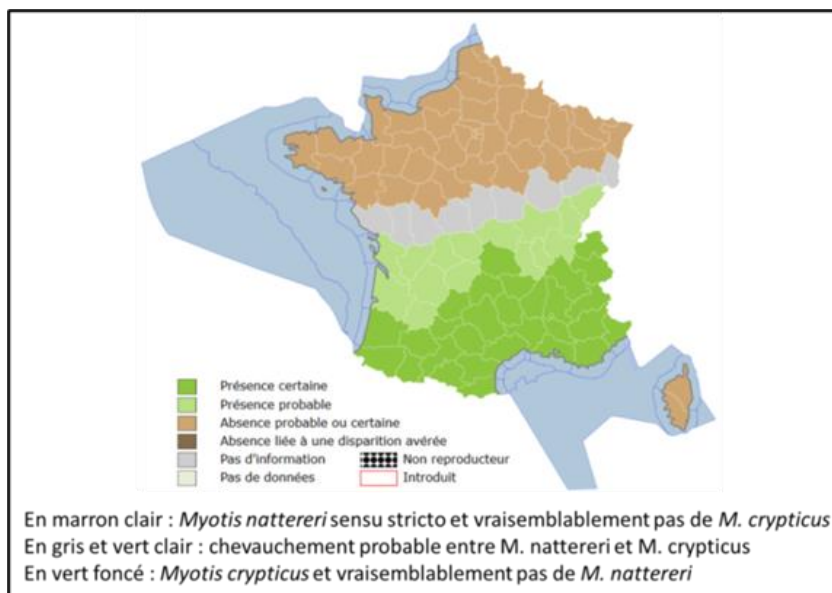 Présence certaine
Présence probable
Absence probable ou certaine
Absence liée à une disparition avérée
Pas d'information
Non reproducteur
Pas de données
Introduit
En marron clair : Myotis nattereri sensu stricto et vraisemblablement pas de M. crypticus
En gris et vert clair : chevauchement probable entre M. nattereri et M. crypticus
En vert foncé : Myotis crypticus et vraisemblablement pas de M. nattereri